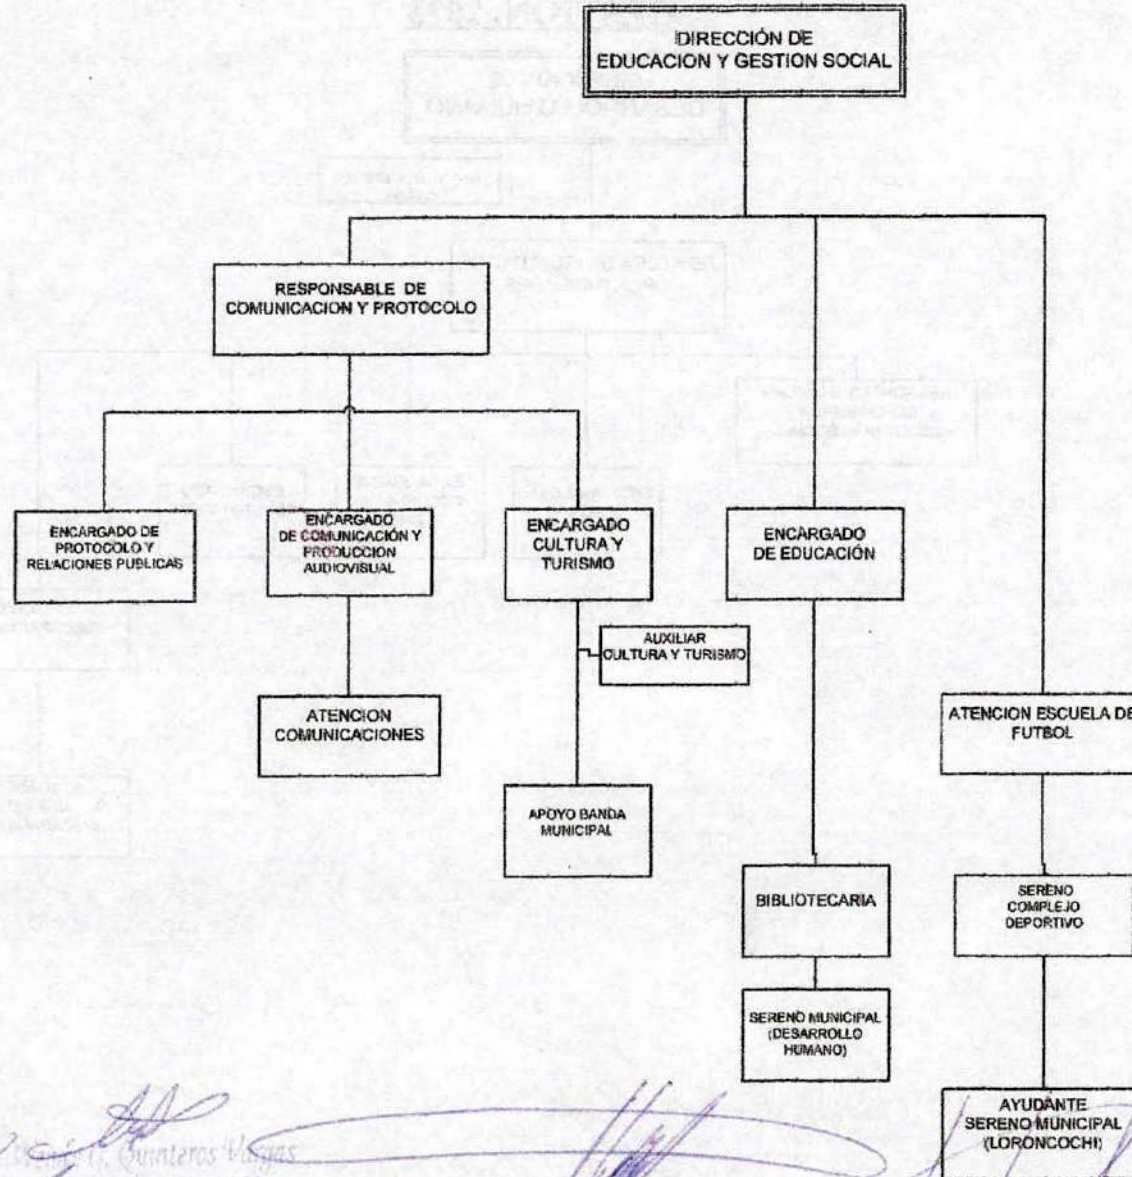 DIRECCIÓN DE
EDUCACION Y GESTION SOCIAL
RESPONSABLE DE
COMUNICACION Y PROTOCOLO
ENCARGADO DE
PROTOCOLO Y
RELACIONES PUBLICAS
ENCARGADO
DE COMUNICACIÓN Y
PRODUCCION
AUDIOVISUAL
ENCARGADO
CULTURA Y
TURISMO
ENCARGADO
DE EDUCACIÓN
AUXILIAR
CULTURA Y TURISMO
ATENCION
COMUNICACIONES
ATENCION ESCUELA DE
FUTBOL
APOYO BANDA
MUNICIPAL
BIBLIOTECARIA
SERENO
COMPLEJO
DEPORTIVO
SERENO MUNICIPAL
(DESARROLLO
HUMANO)
AYUDANTE
SERENO MUNICIPAL
(LORONCOCHI)
Quinteros Vargas